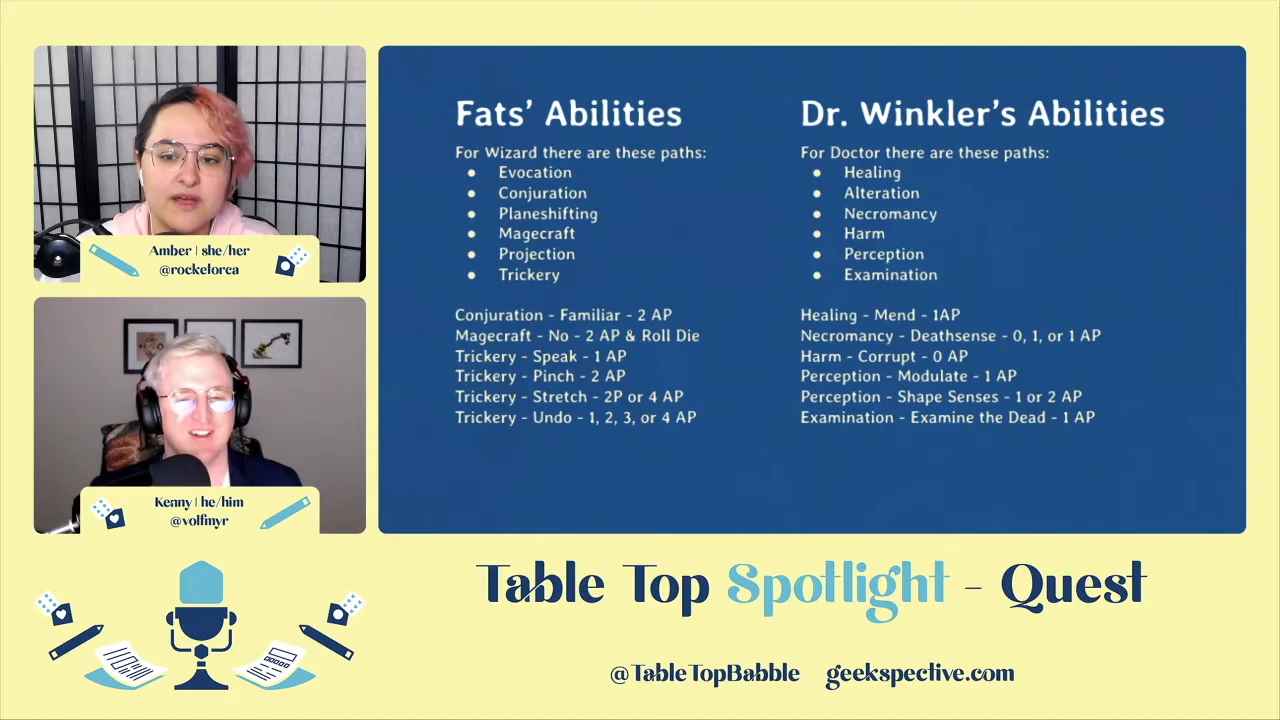 Amber | she/her
@rockelorca
Kenny | he/him
@volfmyr
Fats' Abilities
For Wizard there are these paths:
• Evocation
• Conjuration
• Planeshifting
• Magecraft
• Projection
• Trickery
Conjuration - Familiar - 2 AP
Magecraft - No - 2 AP & Roll Die
Trickery - Speak - 1 AP
Trickery - Pinch - 2 AP
Trickery - Stretch - 2P or 4 AP
Trickery - Undo - 1, 2, 3, or 4 AP
Dr. Winkler's Abilities
For Doctor there are these paths:
• Healing
• Alteration
• Necromancy
• Harm
• Perception
• Examination
Healing - Mend - 1AP
Necromancy - Deathsense - 0, 1, or 1 AP
Harm - Corrupt - 0 AP
Perception - Modulate - 1 AP
Perception - Shape Senses - 1 or 2 AP
Examination - Examine the Dead - 1 AP
Table Top Spotlight - Quest
@TableTopBabble geekspective.com